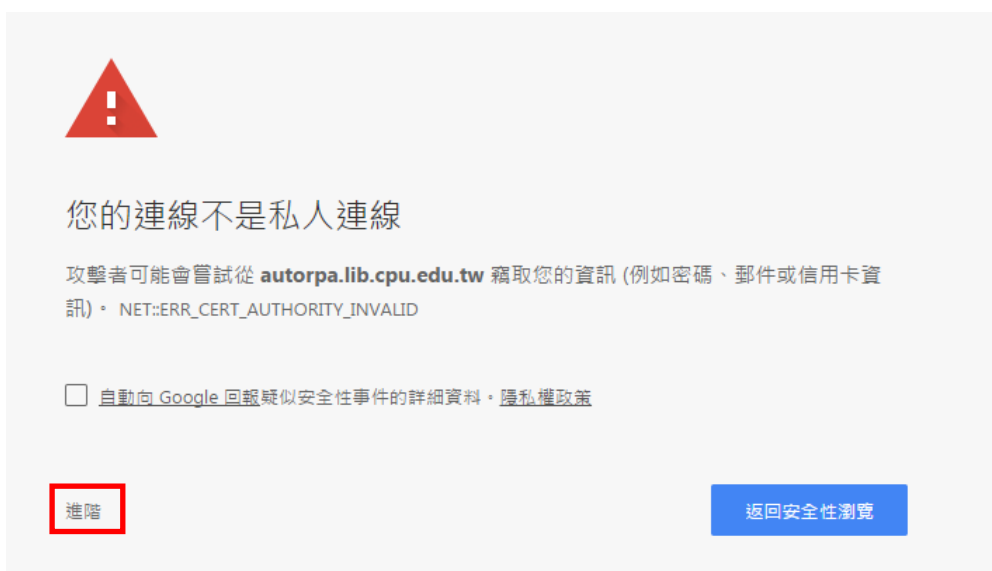 您的連線不是私人連線
攻擊者可能會嘗試從 autorpa.lib.cpu.edu.tw 竊取您的資訊 (例如密碼、郵件或信用卡資
訊)。 NET::ERR_CERT_AUTHORITY_INVALID
自動向 Google 回報疑似安全性事件的詳細資料。隱私權政策
進階
返回安全性瀏覽